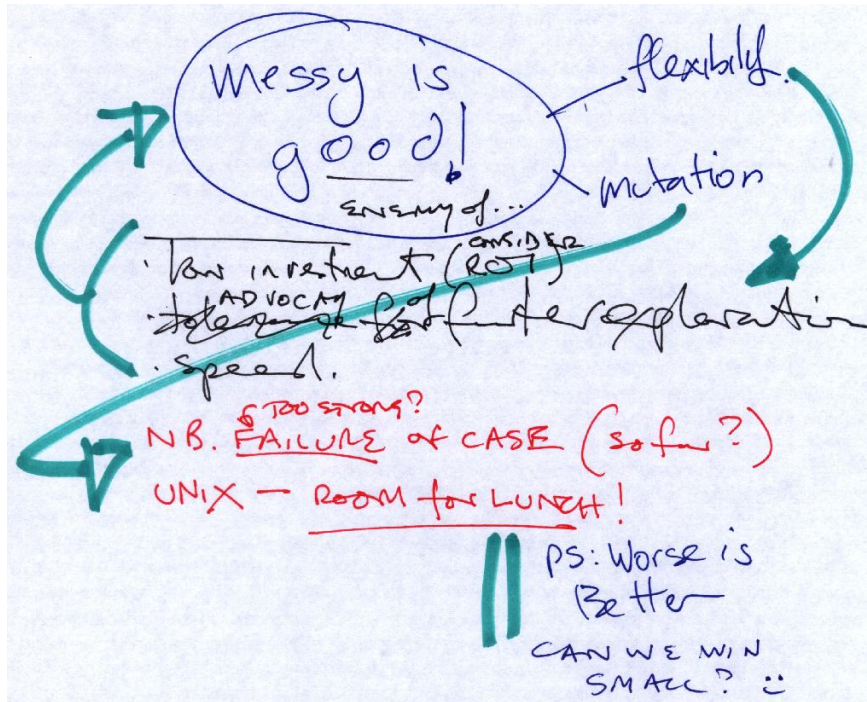 messy is
good!
flexibility
mutation
ENEMY of...
· Low investment (CONSIDER ROI)
· ADVOCACY of further exploration
· speed.
TOO STRONG?
NB FAILURE of CASE (so far?)
UNIX — ROOM for LUNCH!
PS: Worse is
Better
CAN WE WIN
SMALL? :)